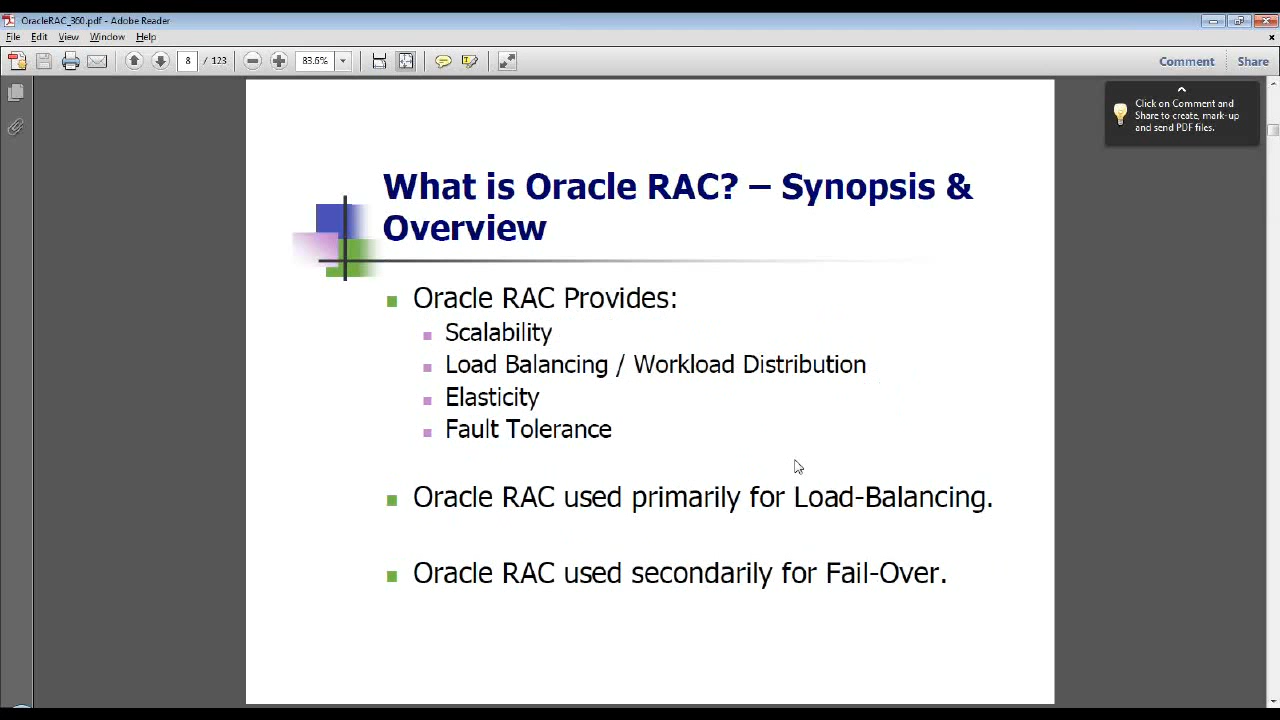 OracleRAC_360.pdf - Adobe Reader
File Edit View Window Help
8 / 123 83.6% Comment Share
Click on Comment and
Share to create, mark-up
and send PDF files.
What is Oracle RAC? – Synopsis &
Overview
Oracle RAC Provides:
Scalability
Load Balancing / Workload Distribution
Elasticity
Fault Tolerance
Oracle RAC used primarily for Load-Balancing.
Oracle RAC used secondarily for Fail-Over.